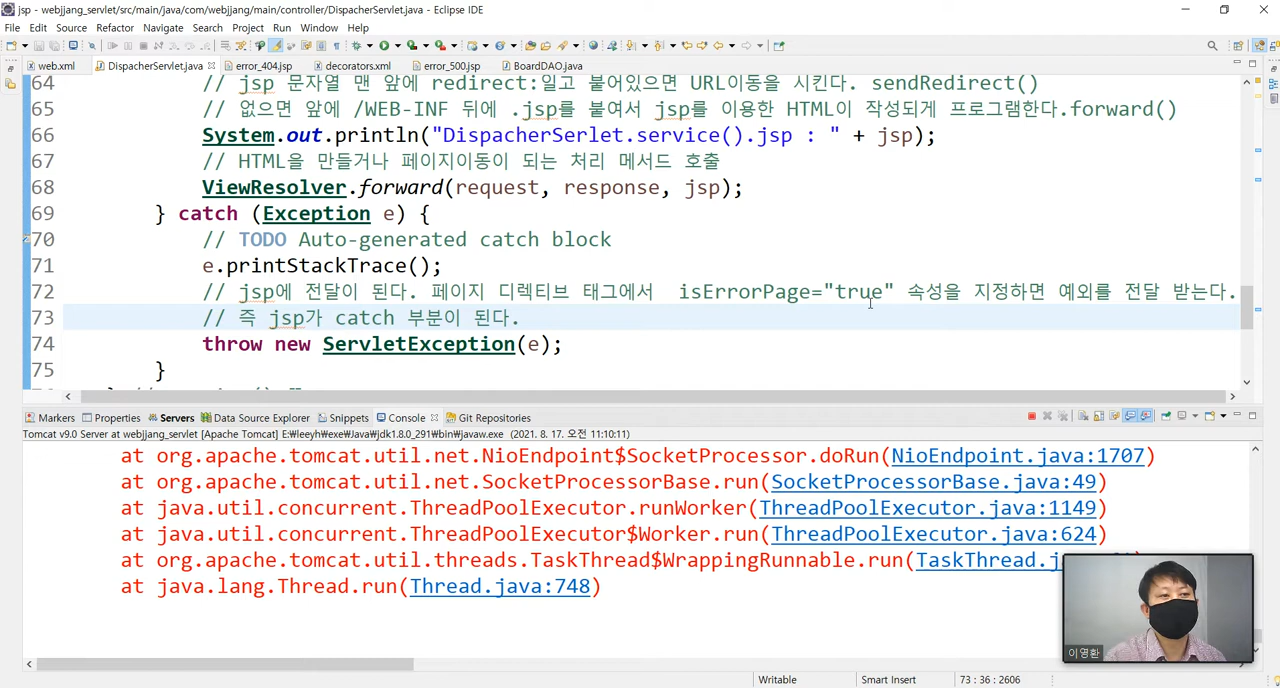 jsp - webjjang_servlet/src/main/java/com/webjjang/main/controller/DispacherServlet.java - Eclipse IDE
File Edit Source Refactor Navigate Search Project Run Window Help
web.xml DispacherServlet.java error_404.jsp decorators.xml error_500.jsp BoardDAO.java
64 // jsp 문자열 맨 앞에 redirect:일고 붙어있으면 URL이동을 시킨다. sendRedirect()
65 // 없으면 앞에 /WEB-INF 뒤에 .jsp를 붙여서 jsp를 이용한 HTML이 작성되게 프로그램한다.forward()
66 System.out.println("DispacherSerlet.service().jsp : " + jsp);
67 // HTML을 만들거나 페이지이동이 되는 처리 메서드 호출
68 ViewResolver.forward(request, response, jsp);
69 } catch (Exception e) {
70 // TODO Auto-generated catch block
71 e.printStackTrace();
72 // jsp에 전달이 된다. 페이지 디렉티브 태그에서 isErrorPage="true" 속성을 지정하면 예외를 전달 받는다.
73 // 즉 jsp가 catch 부분이 된다.
74 throw new ServletException(e);
75 }
Markers Properties Servers Data Source Explorer Snippets Console Git Repositories
Tomcat v9.0 Server at webjjang_servlet [Apache Tomcat] E:\leeyh\exe\Java\jdk1.8.0_291\bin\javaw.exe (2021. 8. 17. 오전 11:10:11)
at org.apache.tomcat.util.net.NioEndpoint$SocketProcessor.doRun(NioEndpoint.java:1707)
at org.apache.tomcat.util.net.SocketProcessorBase.run(SocketProcessorBase.java:49)
at java.util.concurrent.ThreadPoolExecutor.runWorker(ThreadPoolExecutor.java:1149)
at java.util.concurrent.ThreadPoolExecutor$Worker.run(ThreadPoolExecutor.java:624)
at org.apache.tomcat.util.threads.TaskThread$WrappingRunnable.run(TaskThread.j
at java.lang.Thread.run(Thread.java:748)
이영환
Writable Smart Insert 73 : 36 : 2606